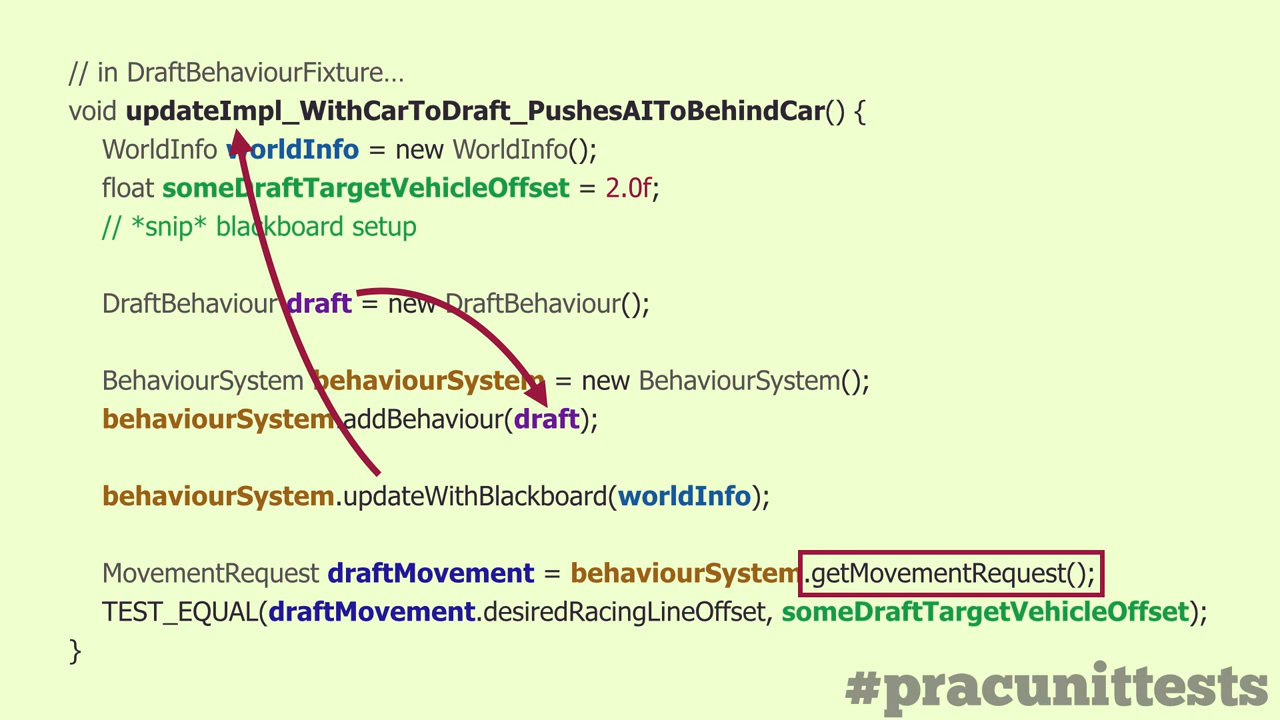 // in DraftBehaviourFixture…
void updateImpl_WithCarToDraft_PushesAIToBehindCar() {
WorldInfo worldInfo = new WorldInfo();
float someDraftTargetVehicleOffset = 2.0f;
// *snip* blackboard setup
DraftBehaviour draft = new DraftBehaviour();
BehaviourSystem behaviourSystem = new BehaviourSystem();
behaviourSystem.addBehaviour(draft);
behaviourSystem.updateWithBlackboard(worldInfo);
MovementRequest draftMovement = behaviourSystem.getMovementRequest();
TEST_EQUAL(draftMovement.desiredRacingLineOffset, someDraftTargetVehicleOffset);
}
#pracunittests